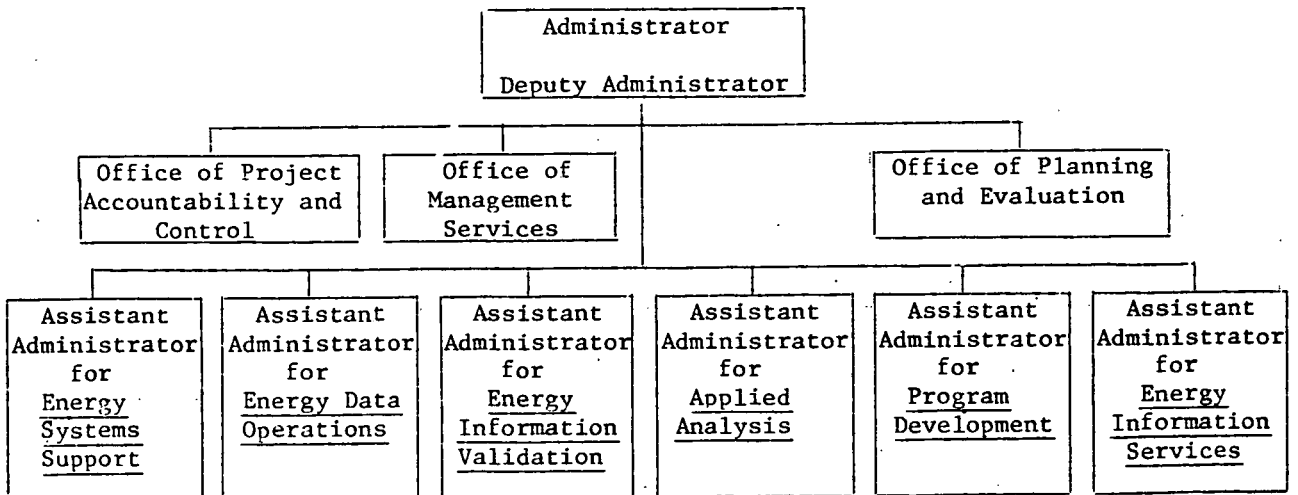 Administrator
Deputy Administrator
Office of Project
Accountability and
Control
Office of
Management
Services
Office of Planning
and Evaluation
Assistant
Administrator
for
Energy
Systems
Support
Assistant
Administrator
for
Energy Data
Operations
Assistant
Administrator
for
Energy
Information
Validation
Assistant
Administrator
for
Applied
Analysis
Assistant
Administrator
for
Program
Development
Assistant
Administrator
for
Energy
Information
Services